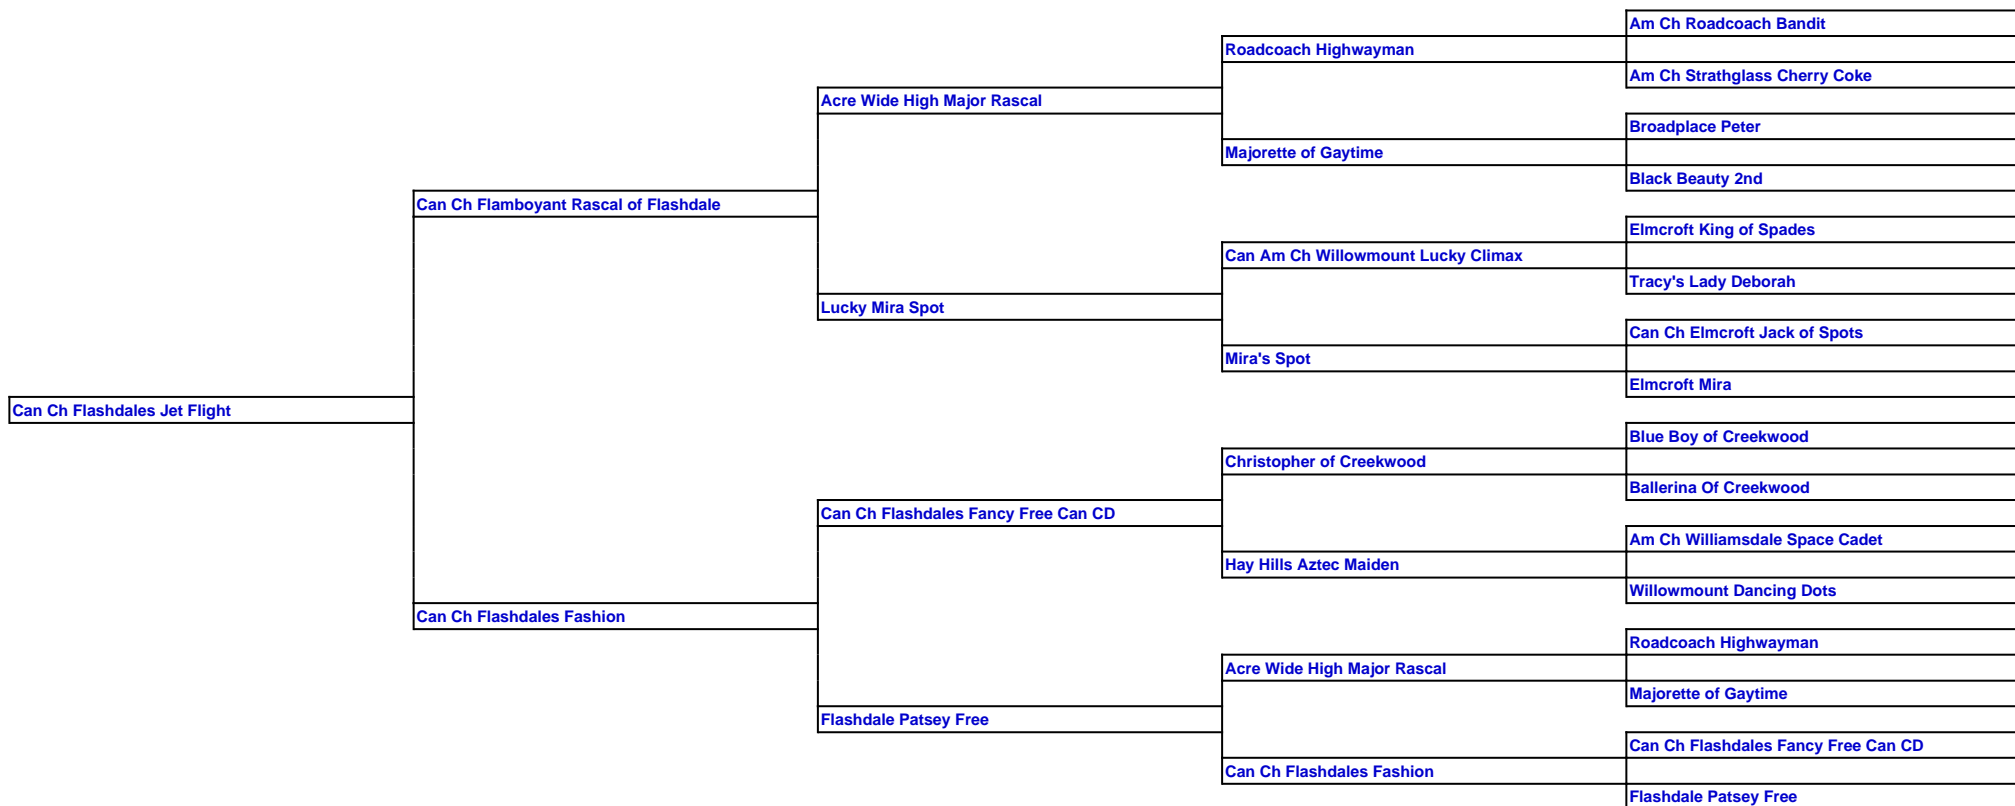 Am Ch Roadcoach Bandit
Roadcoach Highwayman
Am Ch Strathglass Cherry Coke
Acre Wide High Major Rascal
Broadplace Peter
Majorette of Gaytime
Black Beauty 2nd
Can Ch Flamboyant Rascal of Flashdale
Elmcroft King of Spades
Can Am Ch Willowmount Lucky Climax
Tracy's Lady Deborah
Lucky Mira Spot
Can Ch Elmcroft Jack of Spots
Mira's Spot
Elmcroft Mira
Can Ch Flashdales Jet Flight
Blue Boy of Creekwood
Christopher of Creekwood
Ballerina Of Creekwood
Can Ch Flashdales Fancy Free Can CD
Am Ch Williamsdale Space Cadet
Hay Hills Aztec Maiden
Willowmount Dancing Dots
Can Ch Flashdales Fashion
Roadcoach Highwayman
Acre Wide High Major Rascal
Majorette of Gaytime
Flashdale Patsey Free
Can Ch Flashdales Fancy Free Can CD
Can Ch Flashdales Fashion
Flashdale Patsey Free